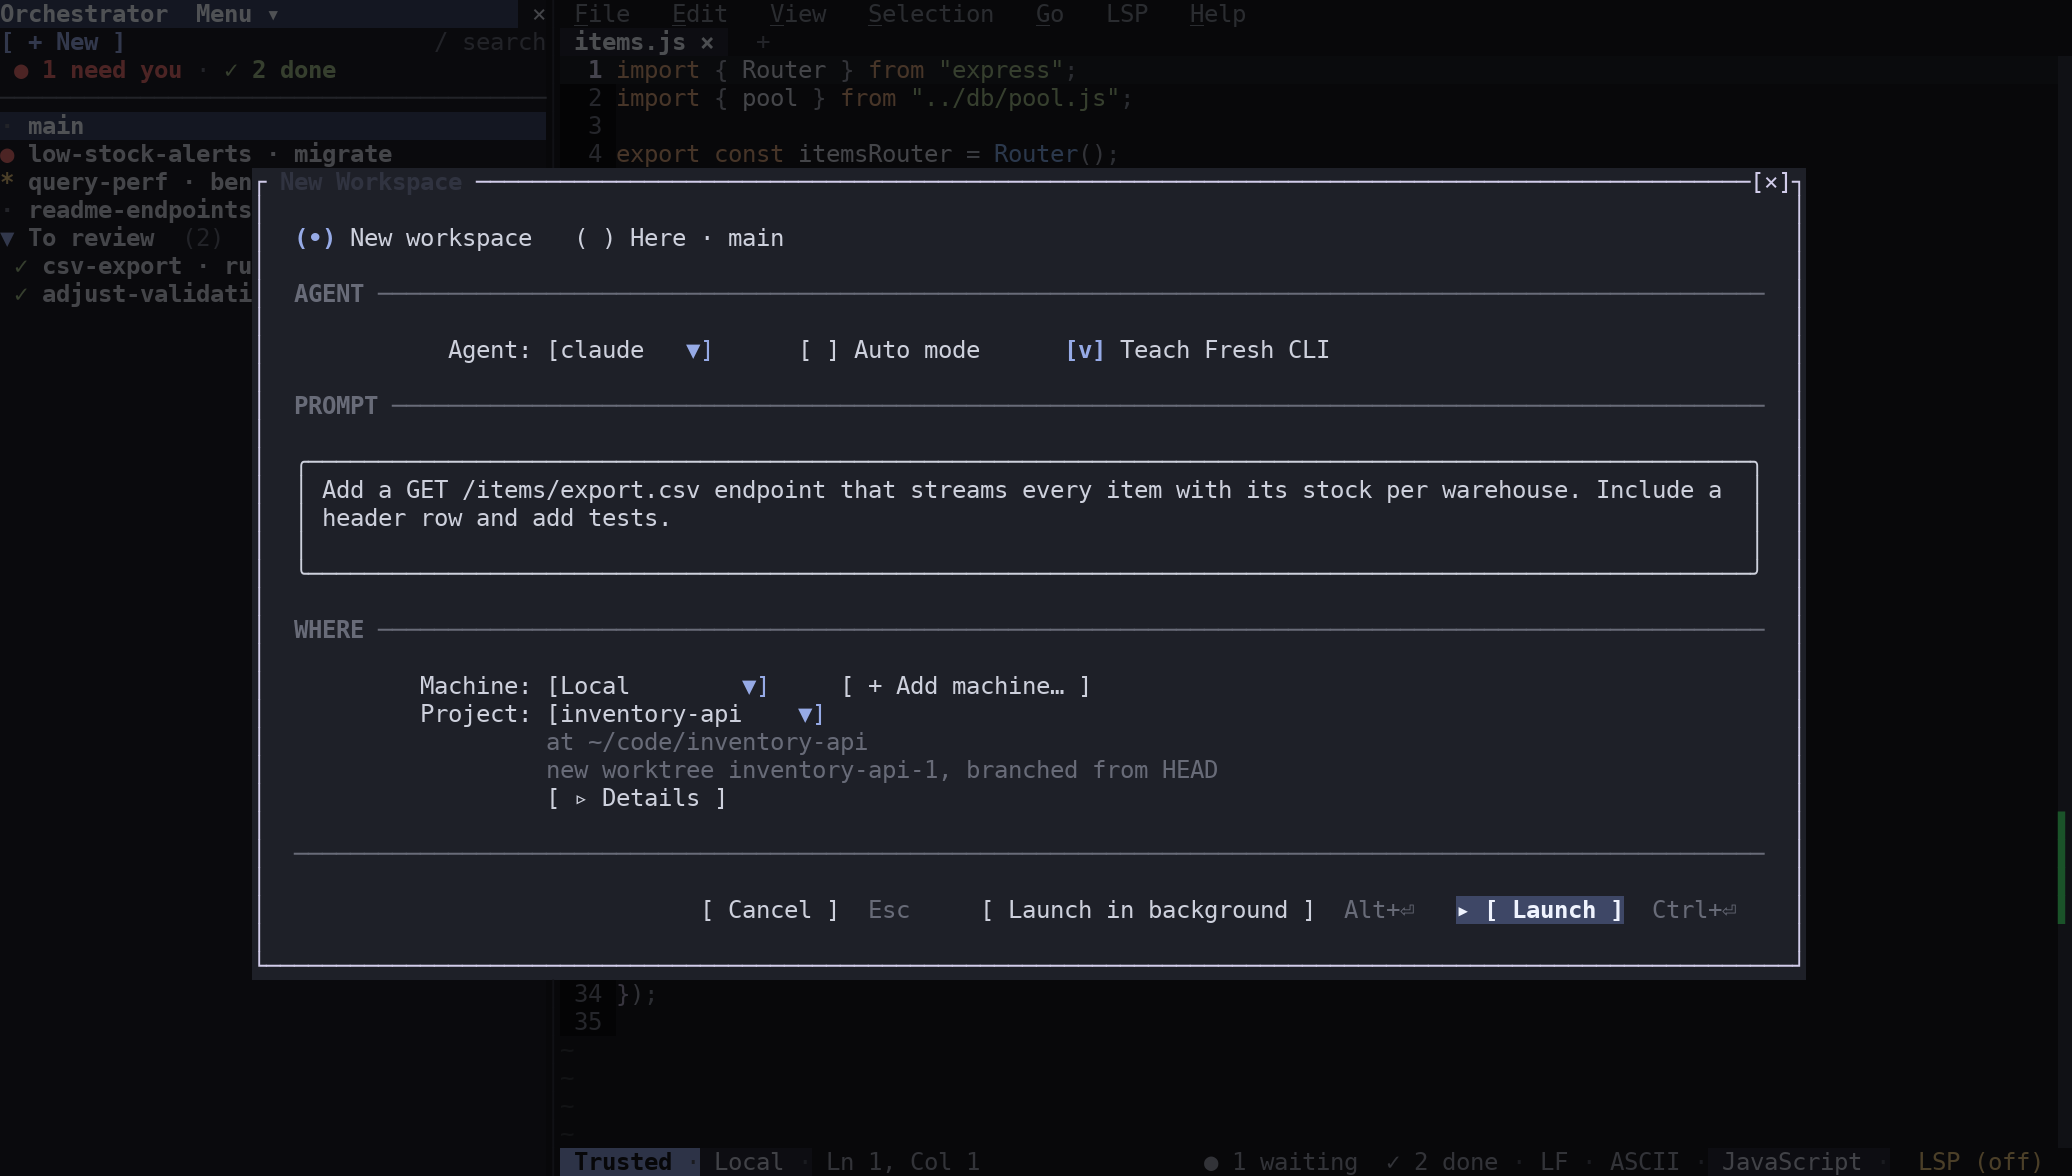 Orchestrator  Menu ▾ ×
[ + New ] / search
● 1 need you · ✓ 2 done
· main
● low-stock-alerts · migrate
* query-perf · ben
· readme-endpoints
▼ To review (2)
✓ csv-export · ru
✓ adjust-validati
File Edit View Selection Go LSP Help
items.js × +
1 import { Router } from "express";
2 import { pool } from "../db/pool.js";
3
4 export const itemsRouter = Router();
New Workspace [×]
(•) New workspace ( ) Here · main
AGENT
Agent: [claude ▼] [ ] Auto mode [v] Teach Fresh CLI
PROMPT
Add a GET /items/export.csv endpoint that streams every item with its stock per warehouse. Include a
header row and add tests.
WHERE
Machine: [Local ▼] [ + Add machine… ]
Project: [inventory-api ▼]
at ~/code/inventory-api
new worktree inventory-api-1, branched from HEAD
[ ▹ Details ]
[ Cancel ] Esc [ Launch in background ] Alt+⏎ ▸ [ Launch ] Ctrl+⏎
34 });
35
~
~
~
~
Trusted · Local · Ln 1, Col 1 ● 1 waiting ✓ 2 done · LF · ASCII · JavaScript · LSP (off)